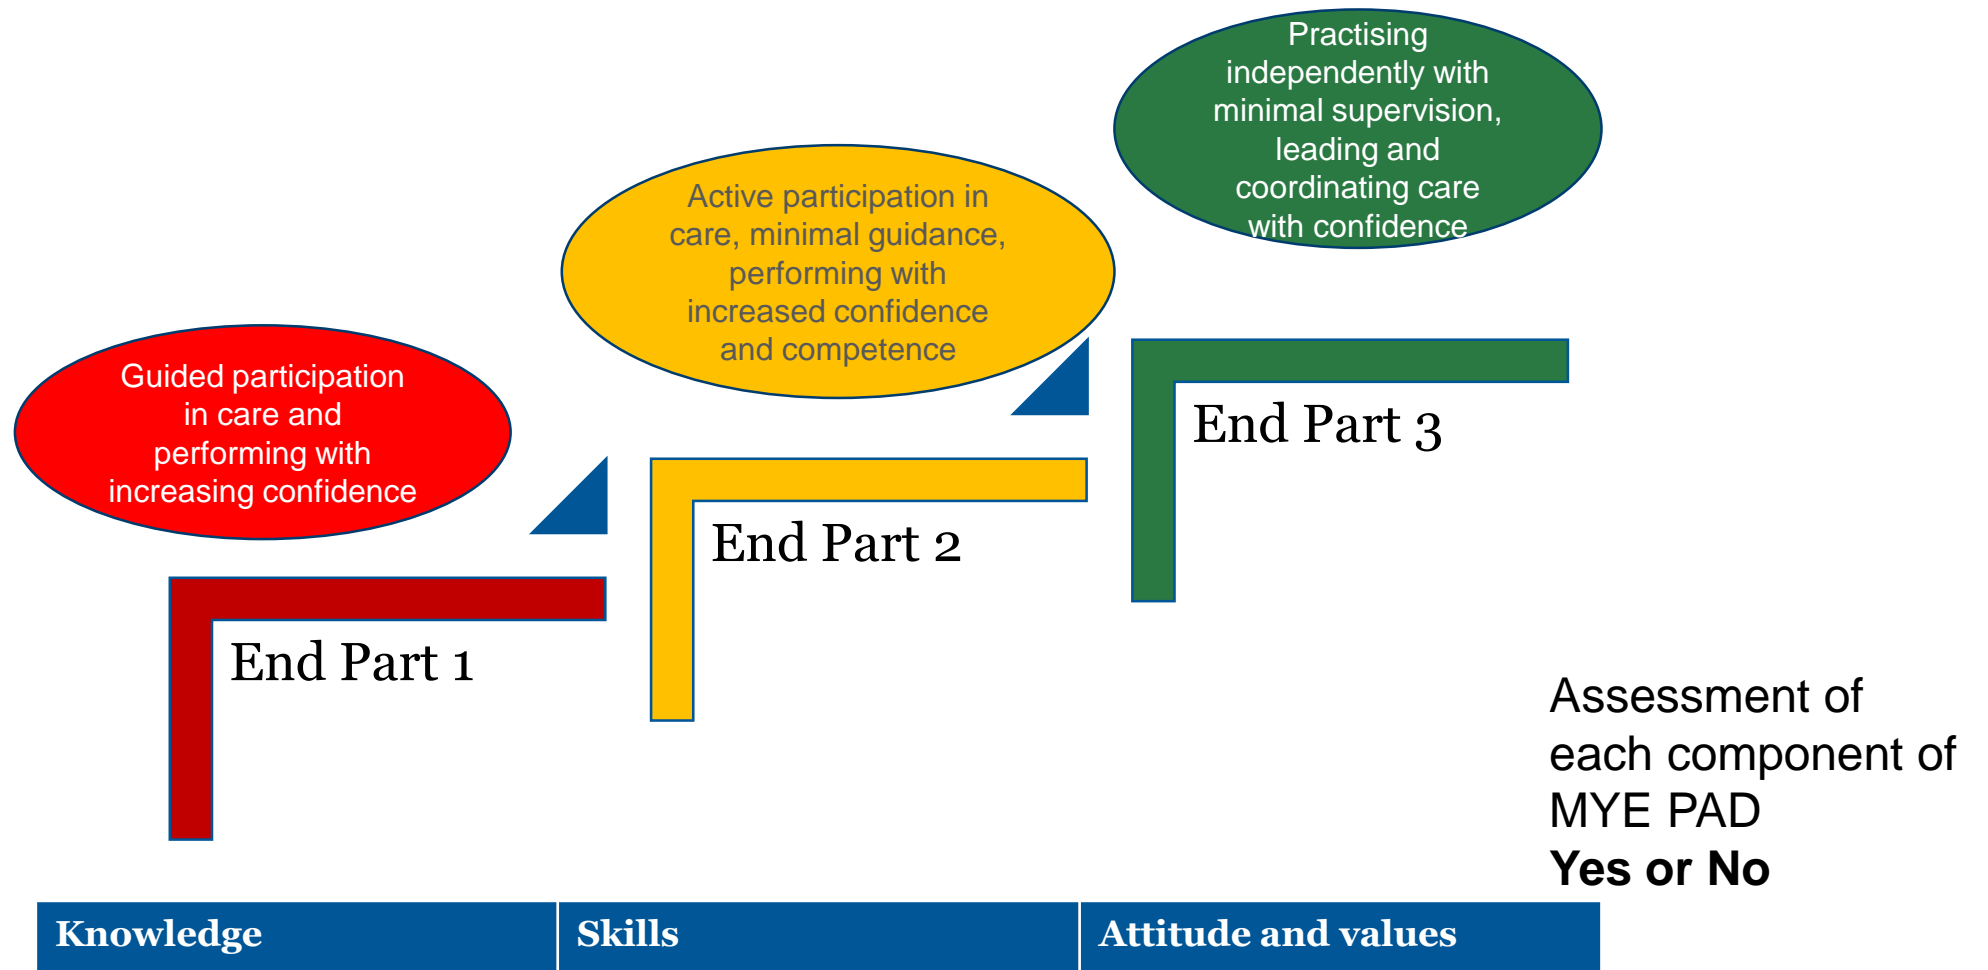 Practising
independently with
minimal supervision,
leading and
coordinating care
with confidence
Active participation in
care, minimal guidance,
performing with
increased confidence
and competence
Guided participation
in care and
performing with
increasing confidence
End Part 3
End Part 2
End Part 1
Assessment of
each component of
MYE PAD
Yes or No
Knowledge
Skills
Attitude and values